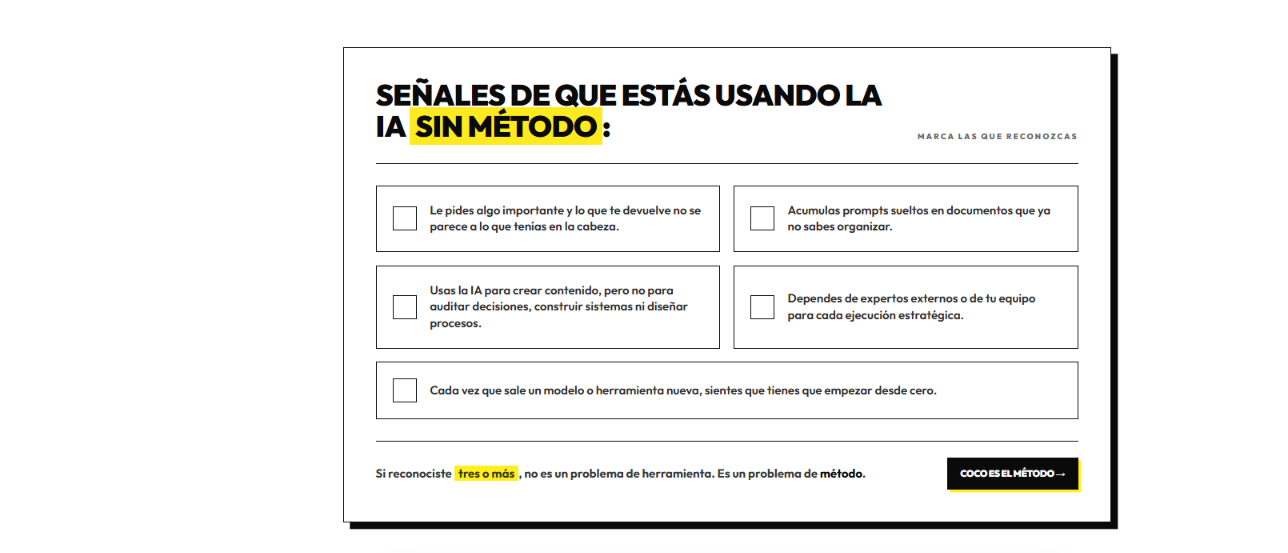 SEÑALES DE QUE ESTÁS USANDO LA
IA SIN MÉTODO :
MARCA LAS QUE RECONOZCAS
Le pides algo importante y lo que te devuelve no se
parece a lo que tenías en la cabeza.
Acumulas prompts sueltos en documentos que ya
no sabes organizar.
Usas la IA para crear contenido, pero no para
auditar decisiones, construir sistemas ni diseñar
procesos.
Dependes de expertos externos o de tu equipo
para cada ejecución estratégica.
Cada vez que sale un modelo o herramienta nueva, sientes que tienes que empezar desde cero.
Si reconociste tres o más , no es un problema de herramienta. Es un problema de método.
COCO ES EL MÉTODO →